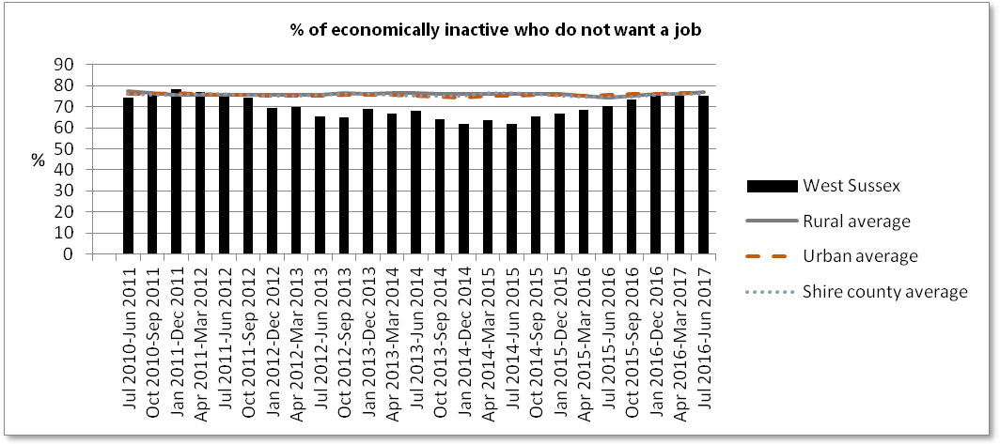 % of economically inactive who do not want a job
90
80
70
60
50
40
30
20
10
0
%
Jul 2010-Jun 2011
Oct 2010-Sep 2011
Jan 2011-Dec 2011
Apr 2011-Mar 2012
Jul 2011-Jun 2012
Oct 2011-Sep 2012
Jan 2012-Dec 2012
Apr 2012-Mar 2013
Jul 2012-Jun 2013
Oct 2012-Sep 2013
Jan 2013-Dec 2013
Apr 2013-Mar 2014
Jul 2013-Jun 2014
Oct 2013-Sep 2014
Jan 2014-Dec 2014
Apr 2014-Mar 2015
Jul 2014-Jun 2015
Oct 2014-Sep 2015
Jan 2015-Dec 2015
Apr 2015-Mar 2016
Jul 2015-Jun 2016
Oct 2015-Sep 2016
Jan 2016-Dec 2016
Apr 2016-Mar 2017
Jul 2016-Jun 2017
West Sussex
Rural average
Urban average
Shire county average